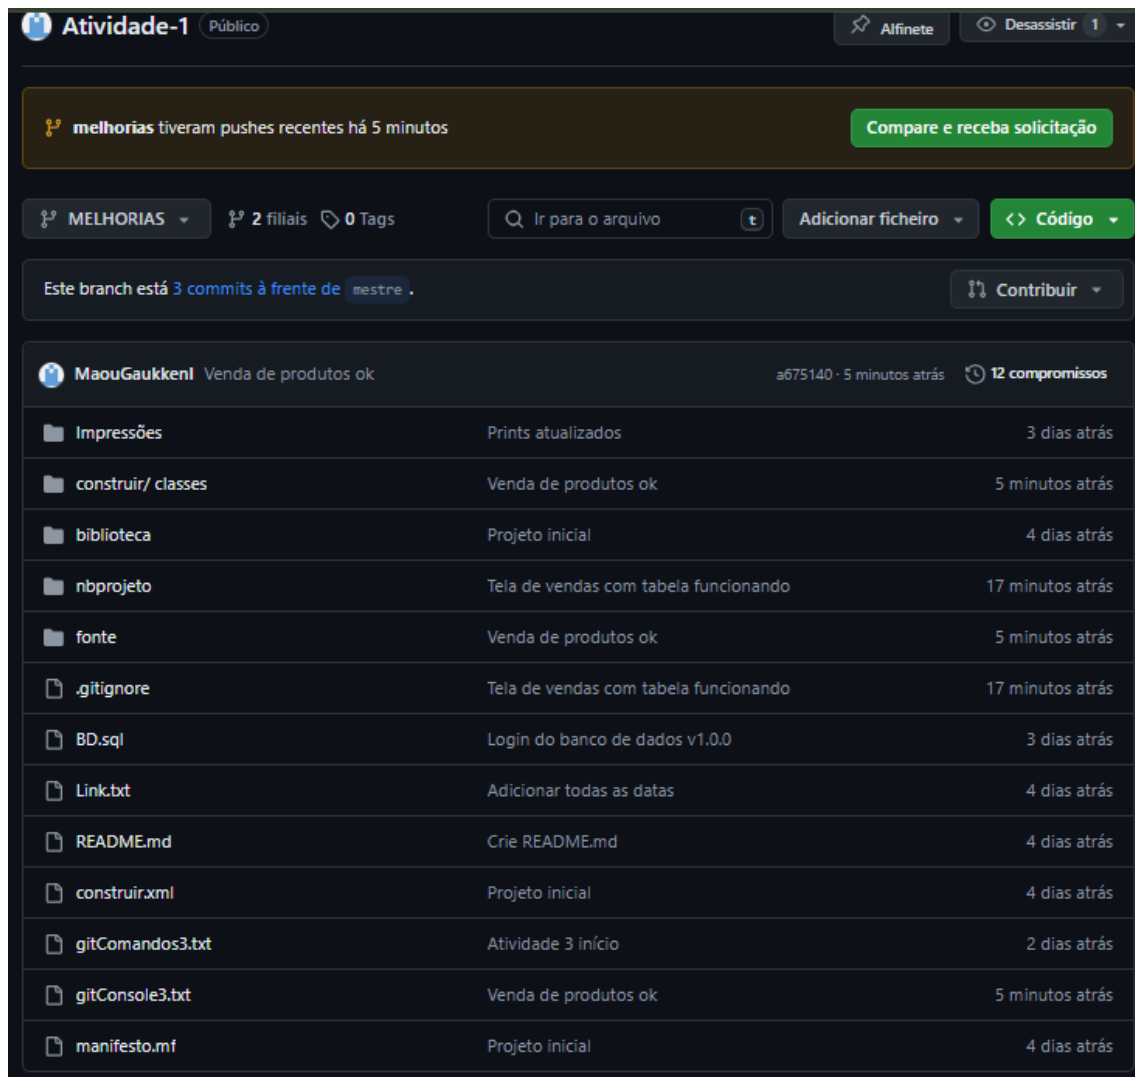 Atividade-1 Público Alfinete Desassistir 1
melhorias tiveram pushes recentes há 5 minutos Compare e receba solicitação
MELHORIAS 2 filiais 0 Tags Ir para o arquivo t Adicionar ficheiro <> Código
Este branch está 3 commits à frente de mestre . Contribuir
MaouGaukkenI Venda de produtos ok a675140 · 5 minutos atrás 12 compromissos
Impressões Prints atualizados 3 dias atrás
construir/ classes Venda de produtos ok 5 minutos atrás
biblioteca Projeto inicial 4 dias atrás
nbprojeto Tela de vendas com tabela funcionando 17 minutos atrás
fonte Venda de produtos ok 5 minutos atrás
.gitignore Tela de vendas com tabela funcionando 17 minutos atrás
BD.sql Login do banco de dados v1.0.0 3 dias atrás
Link.txt Adicionar todas as datas 4 dias atrás
README.md Crie README.md 4 dias atrás
construir.xml Projeto inicial 4 dias atrás
gitComandos3.txt Atividade 3 início 2 dias atrás
gitConsole3.txt Venda de produtos ok 5 minutos atrás
manifesto.mf Projeto inicial 4 dias atrás